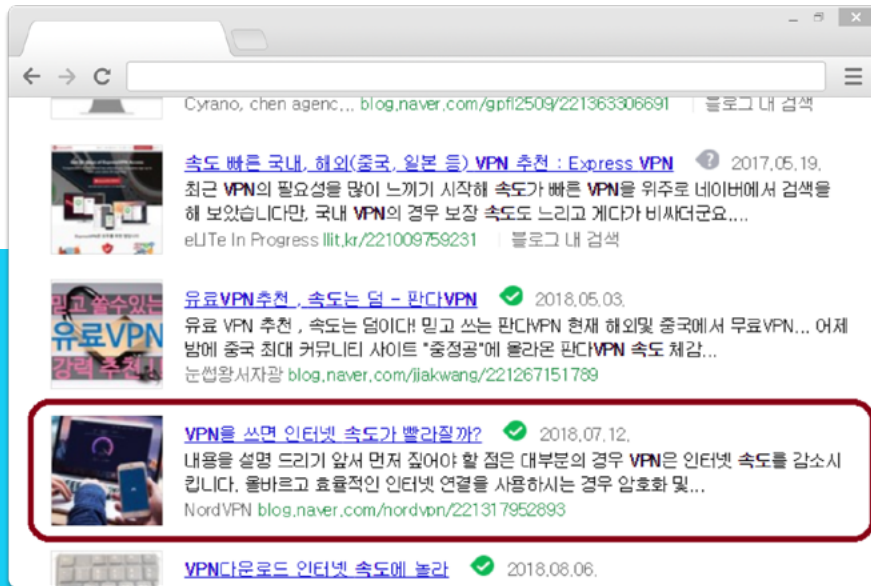 Cyrano, chen agenc... blog.naver.com/gpfl2509/221363306691 | 블로그 내 검색
속도 빠른 국내, 해외(중국, 일본 등) VPN 추천 : Express VPN ? 2017.05.19.
최근 VPN의 필요성을 많이 느끼기 시작해 속도가 빠른 VPN을 위주로 네이버에서 검색을
해 보았습니다만, 국내 VPN의 경우 보장 속도도 느리고 게다가 비싸더군요....
eLITe In Progress llit.kr/221009759231 | 블로그 내 검색
믿고 쓸수있는
유료VPN
강력 추천
유료VPN추천 , 속도는 덤 - 판다VPN 2018.05.03.
유료 VPN 추천 , 속도는 덤이다! 믿고 쓰는 판다VPN 현재 해외및 중국에서 무료VPN... 어제
밤에 중국 최대 커뮤니티 사이트 "중정공"에 올라온 판다VPN 속도 체감...
눈썹왕서자광 blog.naver.com/jiakwang/221267151789
VPN을 쓰면 인터넷 속도가 빨라질까? 2018.07.12.
내용을 설명 드리기 앞서 먼저 짚어야 할 점은 대부분의 경우 VPN은 인터넷 속도를 감소시
킵니다. 올바르고 효율적인 인터넷 연결을 사용하시는 경우 암호화 및...
NordVPN blog.naver.com/nordvpn/221317952893
VPN다운로드 인터넷 속도에 놀라 2018.08.06.